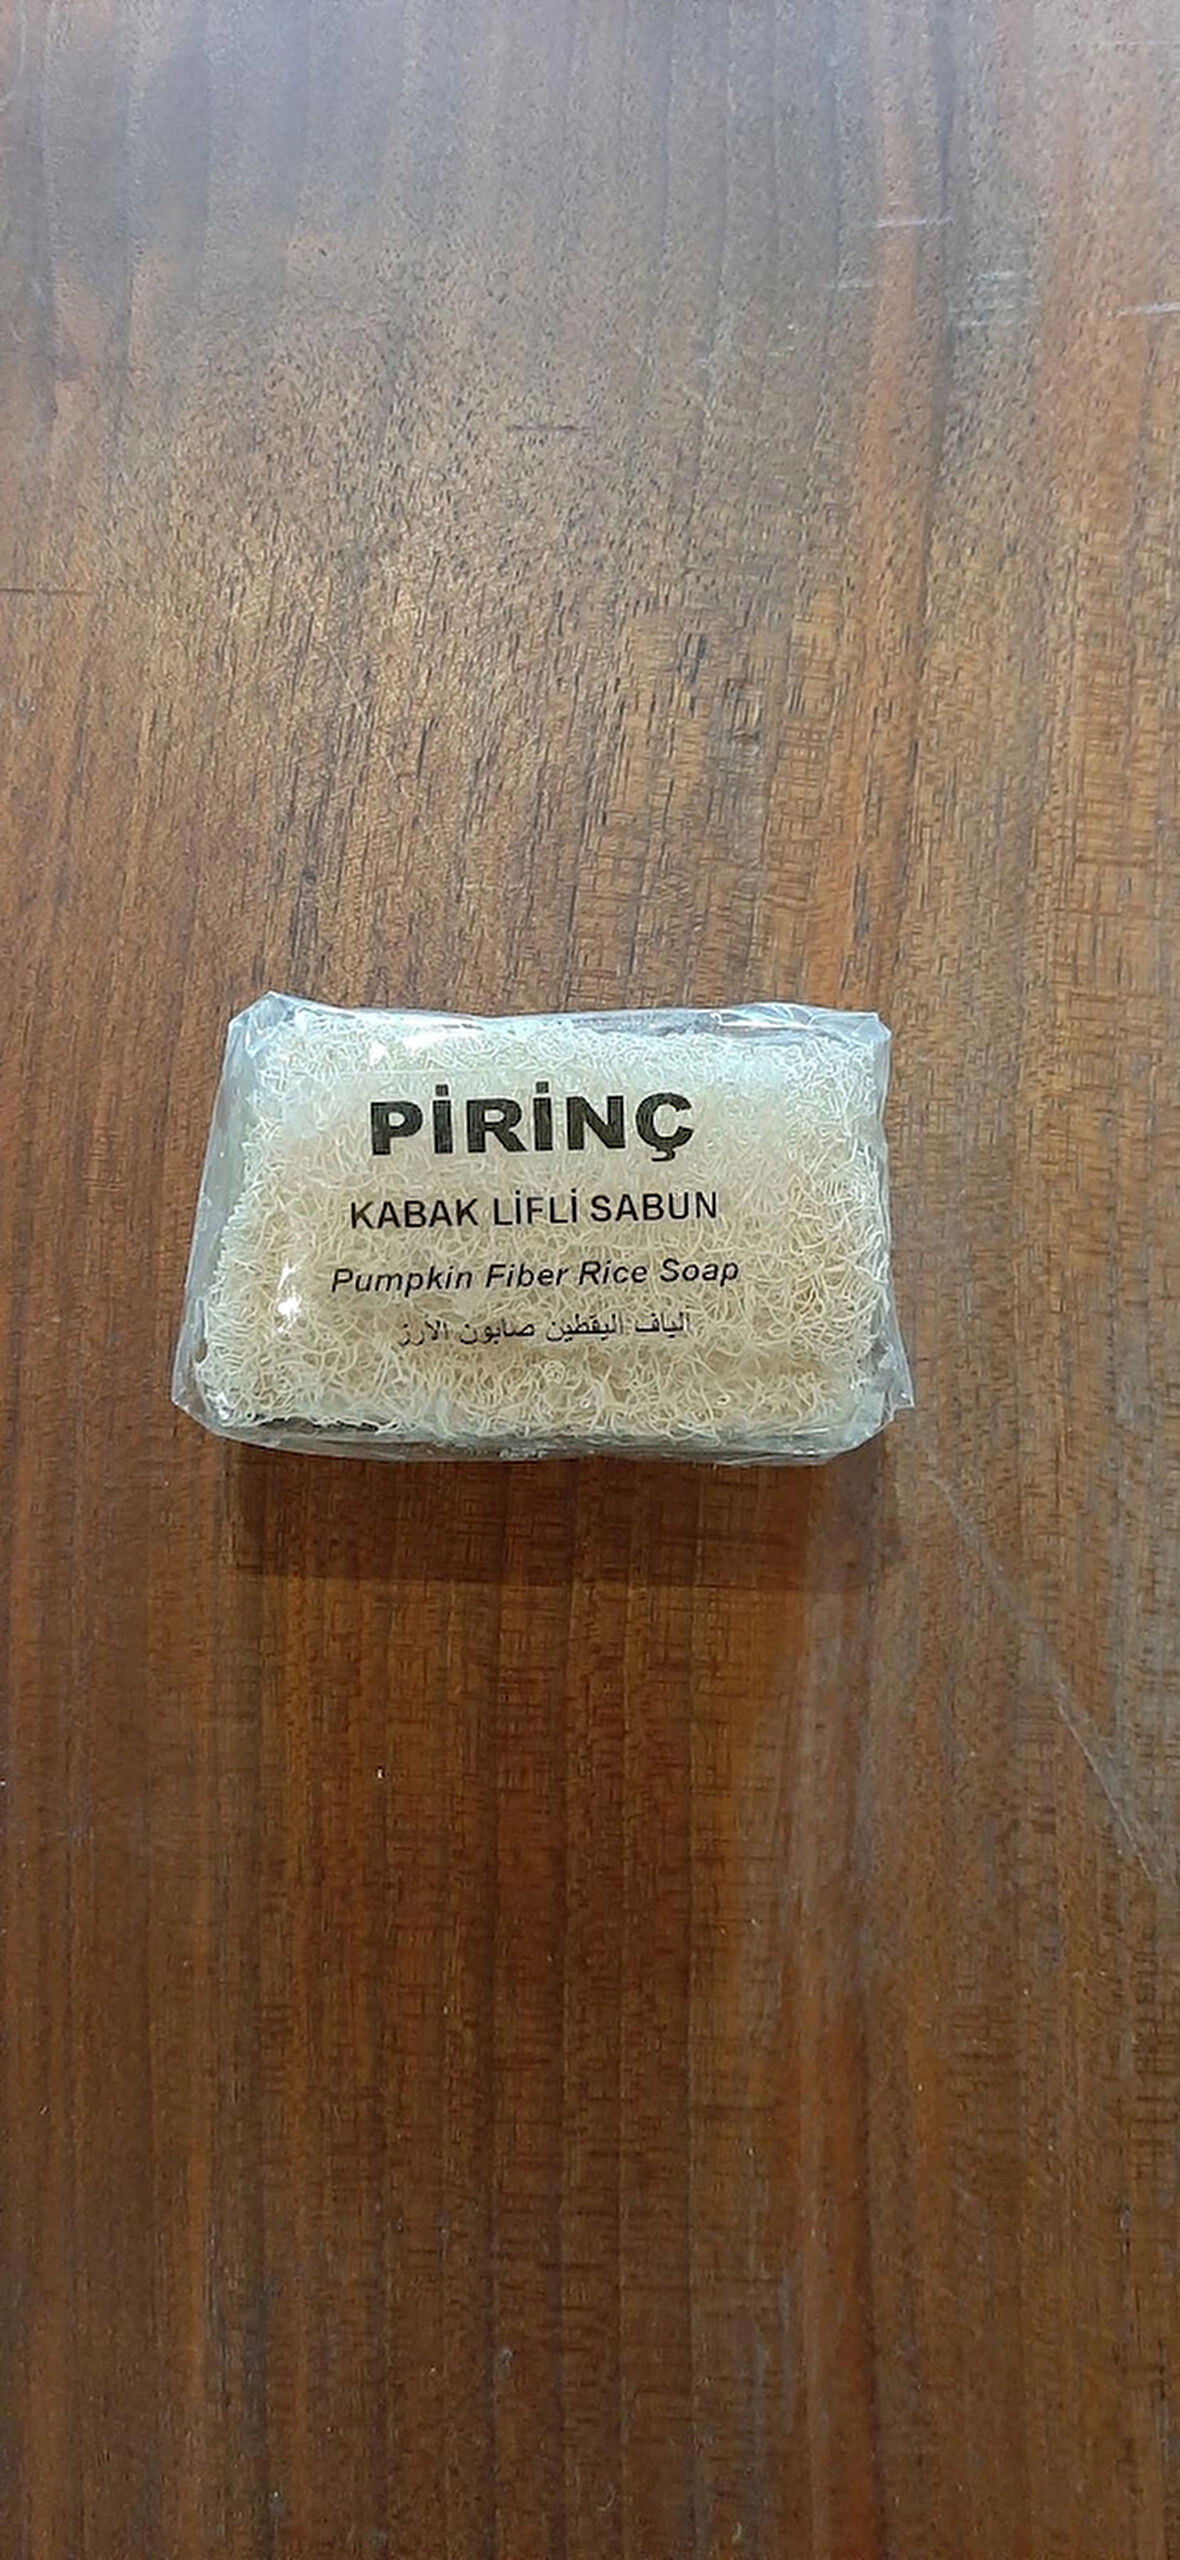 PİRİNÇ
KABAK LİFLİ SABUN
Pumpkin Fiber Rice Soap
الياف اليقطين صابون الارز